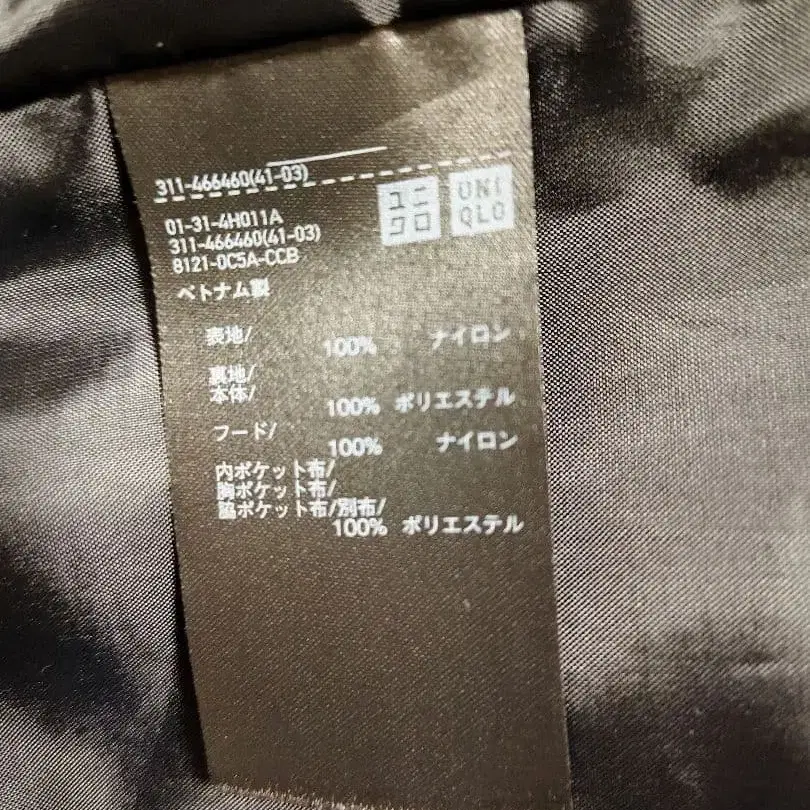 311-466460(41-03)
ユニ
クロ
UNI
QLO
01-31-4H011A
311-466460(41-03)
8121-0C5A-CCB
ベトナム製
表地/
100% ナイロン
裏地/
本体/
100% ポリエステル
フード/
100% ナイロン
内ポケット布/
胸ポケット布/
脇ポケット布/別布/
100% ポリエステル